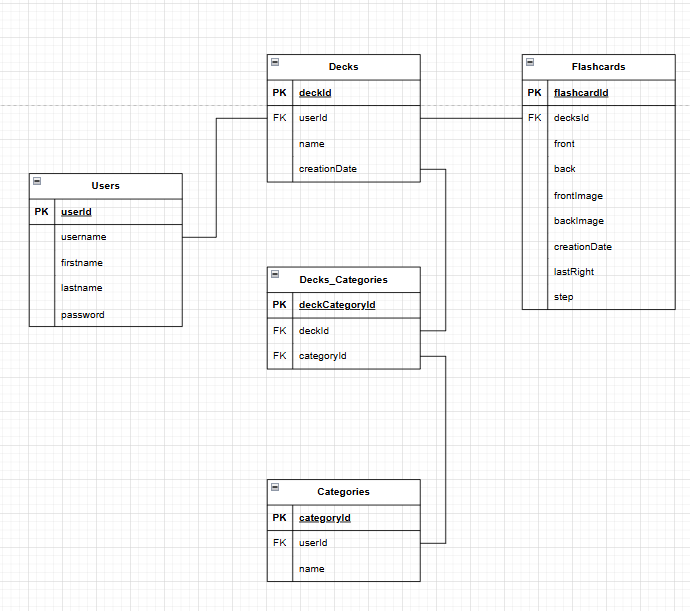 Decks
PK deckId
FK userId
name
creationDate
Flashcards
PK flashcardId
FK decksId
front
back
frontImage
backImage
creationDate
lastRight
step
Users
PK userId
username
firstname
lastname
password
Decks_Categories
PK deckCategoryId
FK deckId
FK categoryId
Categories
PK categoryId
FK userId
name